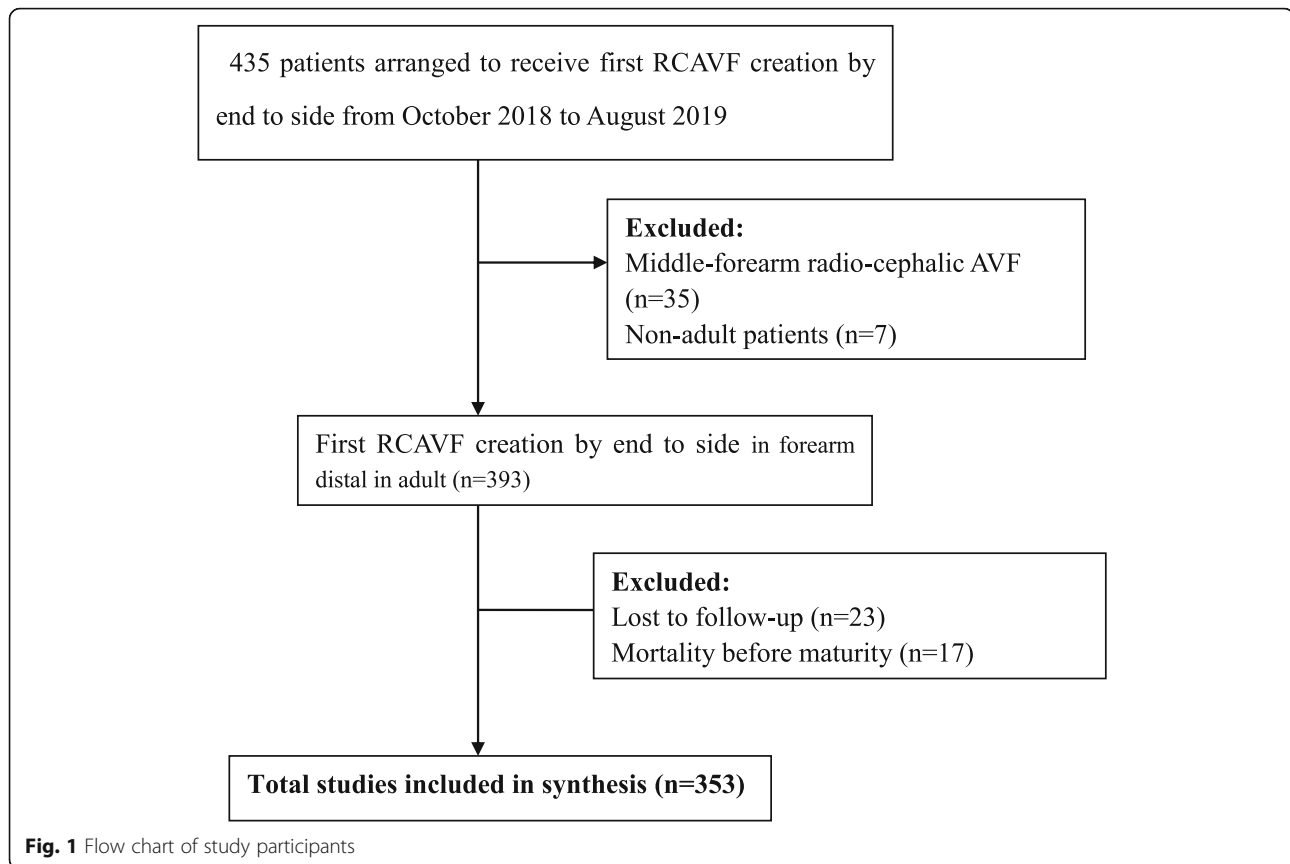 435 patients arranged to receive first RCAVF creation by
end to side from October 2018 to August 2019
Excluded:
Middle-forearm radio-cephalic AVF
(n=35)
Non-adult patients (n=7)
First RCAVF creation by end to side in forearm
distal in adult (n=393)
Excluded:
Lost to follow-up (n=23)
Mortality before maturity (n=17)
Total studies included in synthesis (n=353)
Fig. 1 Flow chart of study participants